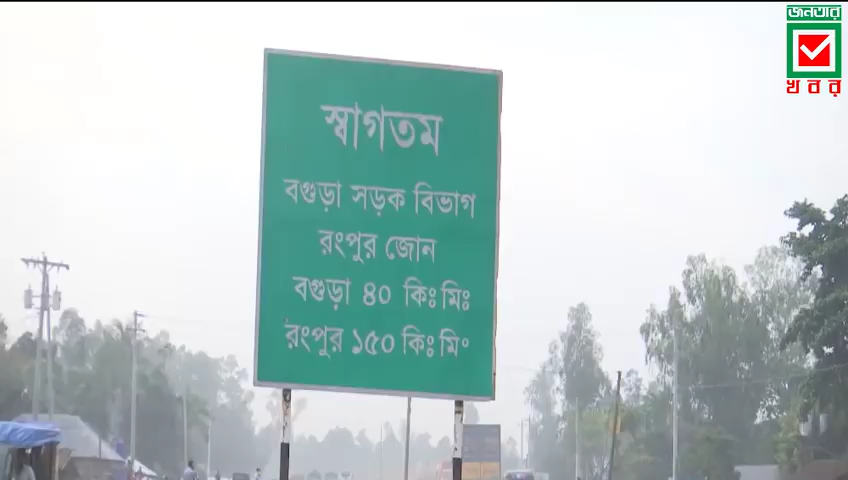 জনতার
খবর
স্বাগতম
বগুড়া সড়ক বিভাগ
রংপুর জোন
বগুড়া ৪০ কিঃমিঃ
রংপুর ১৫০ কিঃমি°